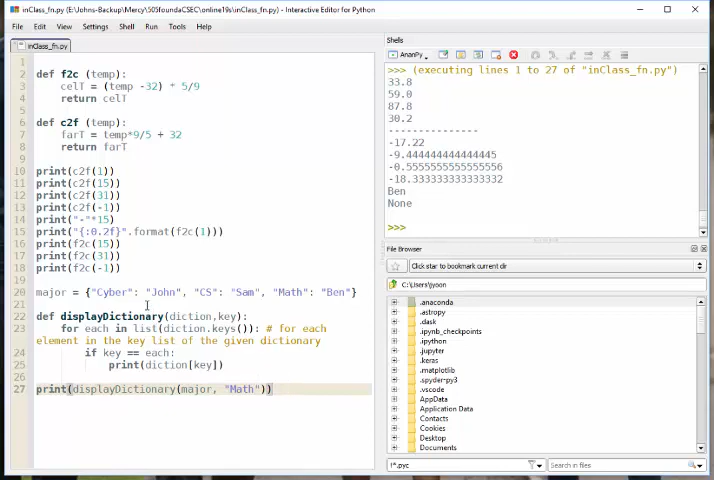 inClass_fn.py (E:\Johns-Backup\Mercy\505foundaCSEC\online19s\inClass_fn.py) - Interactive Editor for Python
File Edit View Settings Shell Run Tools Help
inClass_fn.py
1
2 def f2c (temp):
3 celT = (temp -32) * 5/9
4 return celT
5
6 def c2f (temp):
7 farT = temp*9/5 + 32
8 return farT
9
10 print(c2f(1))
11 print(c2f(15))
12 print(c2f(31))
13 print(c2f(-1))
14 print("-"*15)
15 print("{:0.2f}".format(f2c(1)))
16 print(f2c(15))
17 print(f2c(31))
18 print(f2c(-1))
19
20 major = {"Cyber": "John", "CS": "Sam", "Math": "Ben"}
21
22 def displayDictionary(diction,key):
23 for each in list(diction.keys()): # for each
element in the key list of the given dictionary
24 if key == each:
25 print(diction[key])
27 print(displayDictionary(major, "Math"))
Shells
AnanPy
>>> (executing lines 1 to 27 of "inClass_fn.py")
33.8
59.0
87.8
30.2
---------------
-17.22
-9.444444444444445
-0.5555555555555556
-18.333333333333332
Ben
None
>>>
File Browser
Click star to bookmark current dir
C:\Users\jyoon
.anaconda
.astropy
.dask
.ipynb_checkpoints
.ipython
.jupyter
.keras
.matplotlib
.spyder-py3
.vscode
AppData
Application Data
Contacts
Cookies
Desktop
Documents
!*.pyc
Search in files